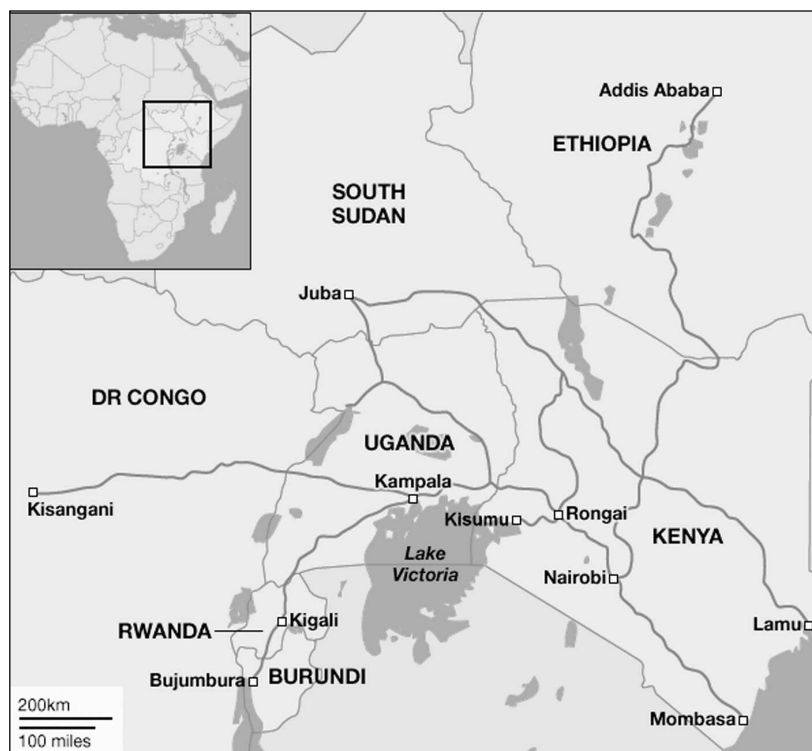 Addis Ababa
ETHIOPIA
SOUTH
SUDAN
Juba
DR CONGO
UGANDA
Kampala
Kisangani
Kisumu
Rongai
KENYA
Lake
Victoria
Nairobi
Kigali
RWANDA
Lamu
Bujumbura
BURUNDI
200km
100 miles
Mombasa